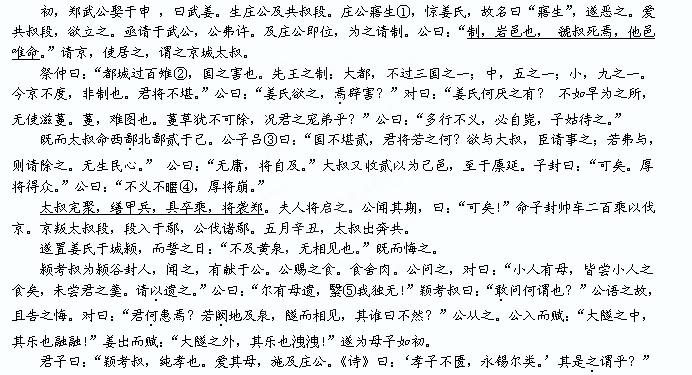 初，郑武公娶于申 ，曰武姜。生庄公及共叔段。庄公寤生①，惊姜氏，故名曰“寤生”，遂恶之。爱
共叔段，欲立之。亟请于武公，公弗许。及庄公即位，为之请制。公曰：“制，岩邑也， 虢叔死焉，他邑
唯命。”请京，使居之，谓之京城太叔。
祭仲曰：“都城过百雉②，国之害也。先王之制：大都，不过三国之一；中，五之一；小，九之一。
今京不度，非制也。君将不堪。”公曰：“姜氏欲之，焉辟害？”对曰：“姜氏何厌之有？ 不如早为之所，
无使滋蔓。蔓，难图也。蔓草犹不可除，况君之宠弟乎？”公曰：“多行不义，必自毙，子姑待之。”
既而太叔命西鄙北鄙贰于己。公子吕③曰：“国不堪贰，君将若之何？欲与大叔，臣请事之；若弗与，
则请除之。无生民心。” 公曰：“无庸，将自及。”大叔又收贰以为己邑，至于廪延。子封曰：“可矣。厚
将得众。”公曰：“不义不暱④，厚将崩。”
太叔完聚，缮甲兵，具卒乘，将袭郑。夫人将启之。公闻其期，曰：“可矣!”命子封帅车二百乘以伐
京。京叛太叔段，段入于鄢，公伐诸鄢。五月辛丑，太叔出奔共。
遂置姜氏于城颍，而誓之曰：“不及黄泉，无相见也。”既而悔之。
颍考叔为颍谷封人，闻之，有献于公。公赐之食。食舍肉。公问之，对曰：“小人有母，皆尝小人之
食矣，未尝君之羹。请以遗之。”公曰：“尔有母遗，繄⑤我独无!”颍考叔曰：“敢问何谓也？”公语之故，
且告之悔。对曰：“君何患焉？若阙地及泉，隧而相见，其谁曰不然？”公从之。公入而赋：“大隧之中，
其乐也融融!”姜出而赋：“大隧之外，其乐也洩洩!”遂为母子如初。
君子曰：“颍考叔，纯孝也。爱其母，施及庄公。《诗》曰：‘孝子不匮，永锡尔类。’其是之谓乎？”